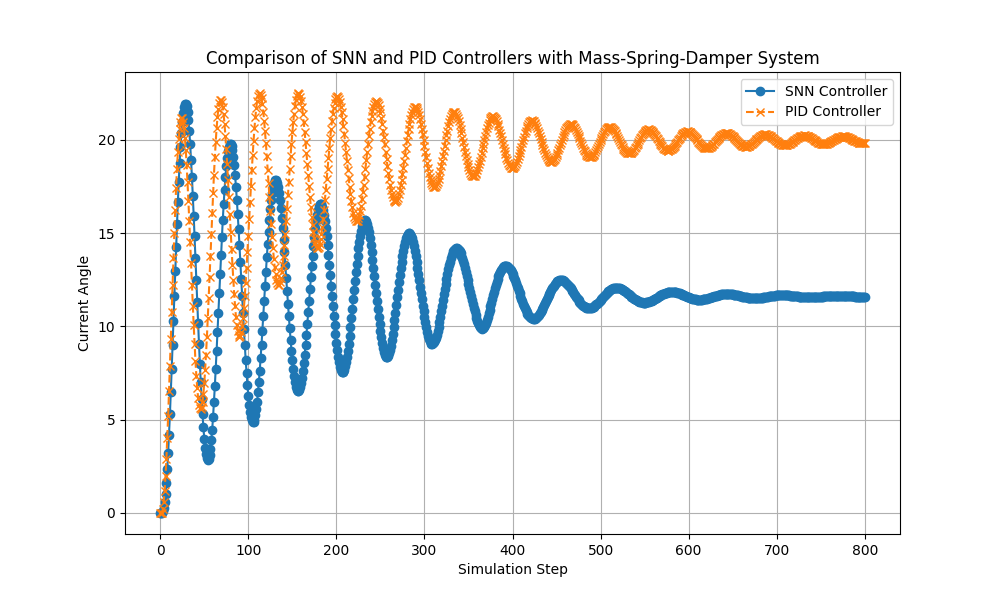 Comparison of SNN and PID Controllers with Mass-Spring-Damper System
SNN Controller
PID Controller
Current Angle
20
15
10
5
0
0 100 200 300 400 500 600 700 800
Simulation Step